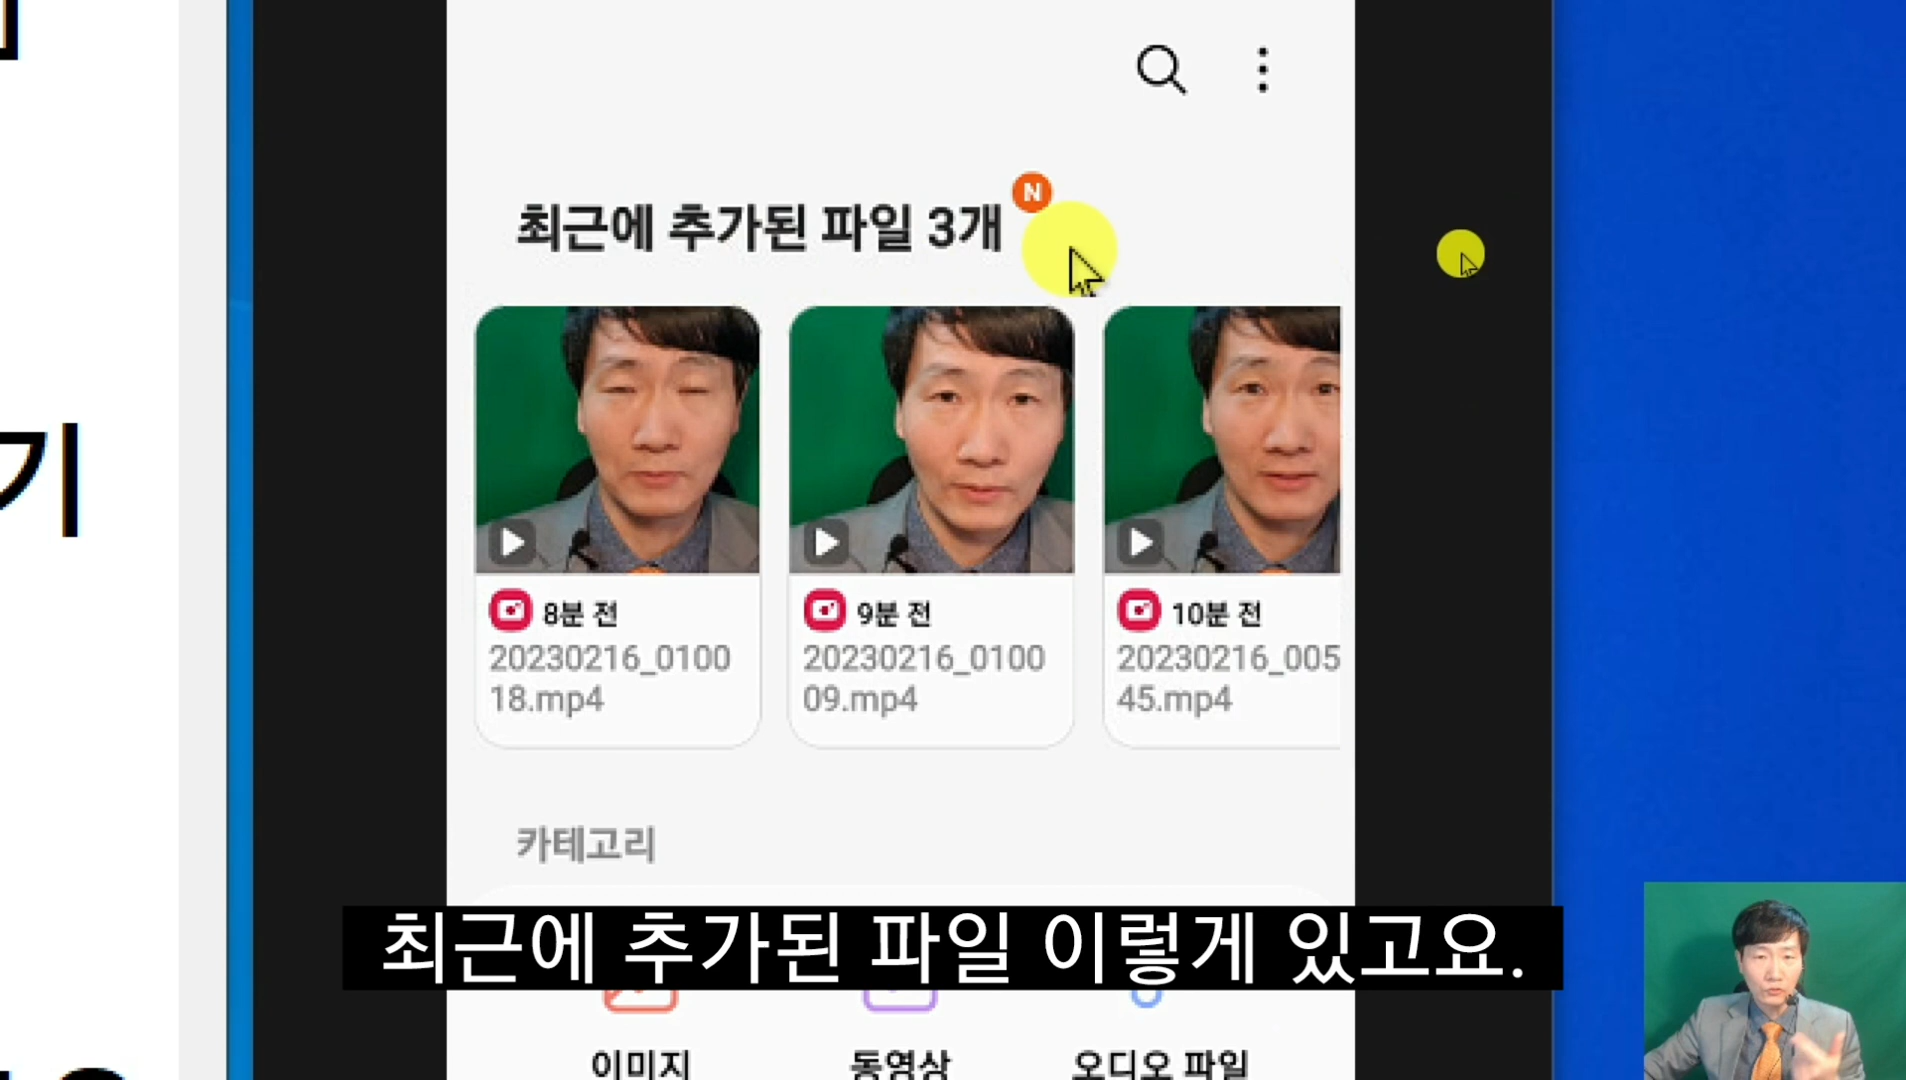 기
최근에 추가된 파일 3개
N
8분 전
20230216_0100
18.mp4
9분 전
20230216_0100
09.mp4
10분 전
20230216_005
45.mp4
카테고리
최근에 추가된 파일 이렇게 있고요.
이미지
동영상
오디오 파일